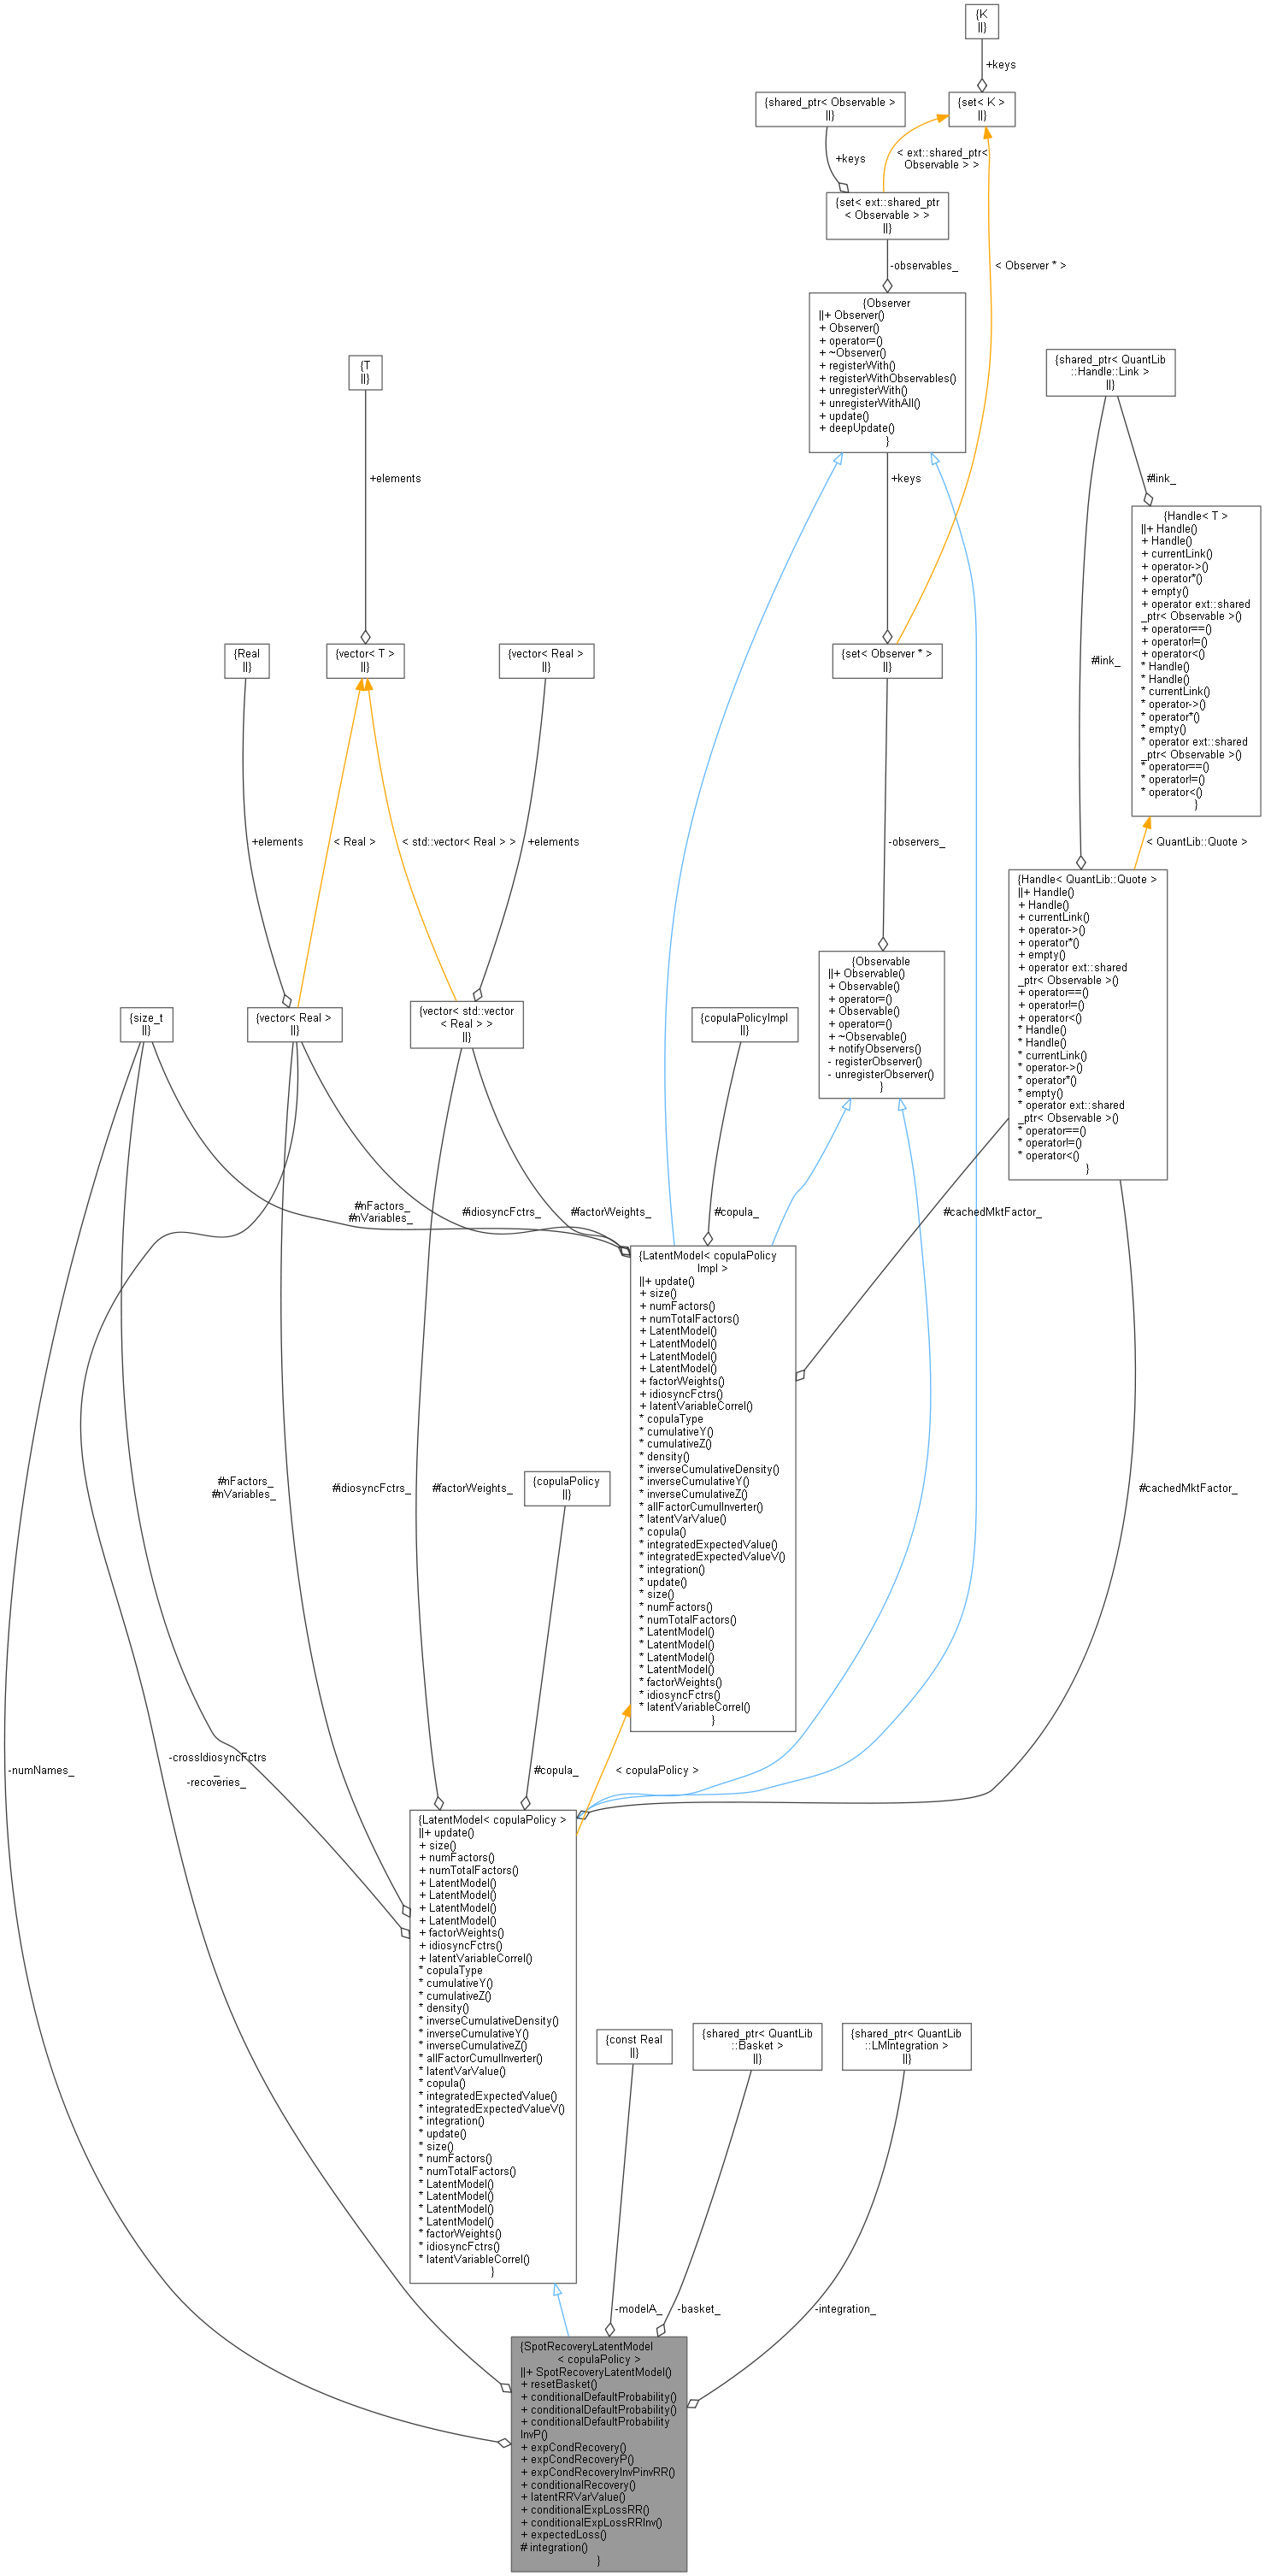 {K
||}
+keys
{shared_ptr< Observable >
||}
{set< K >
||}
+keys
< ext::shared_ptr<
Observable > >
{set< ext::shared_ptr
< Observable > >
||}
-observables_
< Observer * >
{Observer
||+ Observer()
+ Observer()
+ operator=()
+ ~Observer()
+ registerWith()
+ registerWithObservables()
+ unregisterWith()
+ unregisterWithAll()
+ update()
+ deepUpdate()
}
{T
||}
{shared_ptr< QuantLib
::Handle::Link >
||}
+elements
+keys
#link_
{Handle< T >
||+ Handle()
+ Handle()
+ currentLink()
+ operator->()
+ operator*()
+ empty()
+ operator ext::shared
_ptr< Observable >()
+ operator==()
+ operator!=()
+ operator<()
* Handle()
* Handle()
* currentLink()
* operator->()
* operator*()
* empty()
* operator ext::shared
_ptr< Observable >()
* operator==()
* operator!=()
* operator<()
}
{Real
||}
{vector< T >
||}
{vector< Real >
||}
{set< Observer * >
||}
#link_
+elements
< Real >
< std::vector< Real > >
+elements
-observers_
< QuantLib::Quote >
{Handle< QuantLib::Quote >
||+ Handle()
+ Handle()
+ currentLink()
+ operator->()
+ operator*()
+ empty()
+ operator ext::shared
_ptr< Observable >()
+ operator==()
+ operator!=()
+ operator<()
* Handle()
* Handle()
* currentLink()
* operator->()
* operator*()
* empty()
* operator ext::shared
_ptr< Observable >()
* operator==()
* operator!=()
* operator<()
}
{Observable
||+ Observable()
+ Observable()
+ operator=()
+ Observable()
+ operator=()
+ ~Observable()
+ notifyObservers()
- registerObserver()
- unregisterObserver()
}
{size_t
||}
{vector< Real >
||}
{vector< std::vector
< Real > >
||}
{copulaPolicyImpl
||}
#nFactors_
#nVariables_
#idiosyncFctrs_
#factorWeights_
#copula_
#cachedMktFactor_
{LatentModel< copulaPolicy
Impl >
||+ update()
+ size()
+ numFactors()
+ numTotalFactors()
+ LatentModel()
+ LatentModel()
+ LatentModel()
+ LatentModel()
+ factorWeights()
+ idiosyncFctrs()
+ latentVariableCorrel()
* copulaType
* cumulativeY()
* cumulativeZ()
* density()
* inverseCumulativeDensity()
* inverseCumulativeY()
* inverseCumulativeZ()
* allFactorCumulInverter()
* latentVarValue()
* copula()
* integratedExpectedValue()
* integratedExpectedValueV()
* integration()
* update()
* size()
* numFactors()
* numTotalFactors()
* LatentModel()
* LatentModel()
* LatentModel()
* LatentModel()
* factorWeights()
* idiosyncFctrs()
* latentVariableCorrel()
}
#nFactors_
#nVariables_
#idiosyncFctrs_
#factorWeights_
{copulaPolicy
||}
#cachedMktFactor_
-numNames_
-crossIdiosyncFctrs
_
-recoveries_
#copula_
< copulaPolicy >
{LatentModel< copulaPolicy >
||+ update()
+ size()
+ numFactors()
+ numTotalFactors()
+ LatentModel()
+ LatentModel()
+ LatentModel()
+ LatentModel()
+ factorWeights()
+ idiosyncFctrs()
+ latentVariableCorrel()
* copulaType
* cumulativeY()
* cumulativeZ()
* density()
* inverseCumulativeDensity()
* inverseCumulativeY()
* inverseCumulativeZ()
* allFactorCumulInverter()
* latentVarValue()
* copula()
* integratedExpectedValue()
* integratedExpectedValueV()
* integration()
* update()
* size()
* numFactors()
* numTotalFactors()
* LatentModel()
* LatentModel()
* LatentModel()
* LatentModel()
* factorWeights()
* idiosyncFctrs()
* latentVariableCorrel()
}
{const Real
||}
{shared_ptr< QuantLib
::Basket >
||}
{shared_ptr< QuantLib
::LMIntegration >
||}
-modelA_
-basket_
-integration_
{SpotRecoveryLatentModel
< copulaPolicy >
||+ SpotRecoveryLatentModel()
+ resetBasket()
+ conditionalDefaultProbability()
+ conditionalDefaultProbability()
+ conditionalDefaultProbability
InvP()
+ expCondRecovery()
+ expCondRecoveryP()
+ expCondRecoveryInvPinvRR()
+ conditionalRecovery()
+ latentRRVarValue()
+ conditionalExpLossRR()
+ conditionalExpLossRRInv()
+ expectedLoss()
# integration()
}